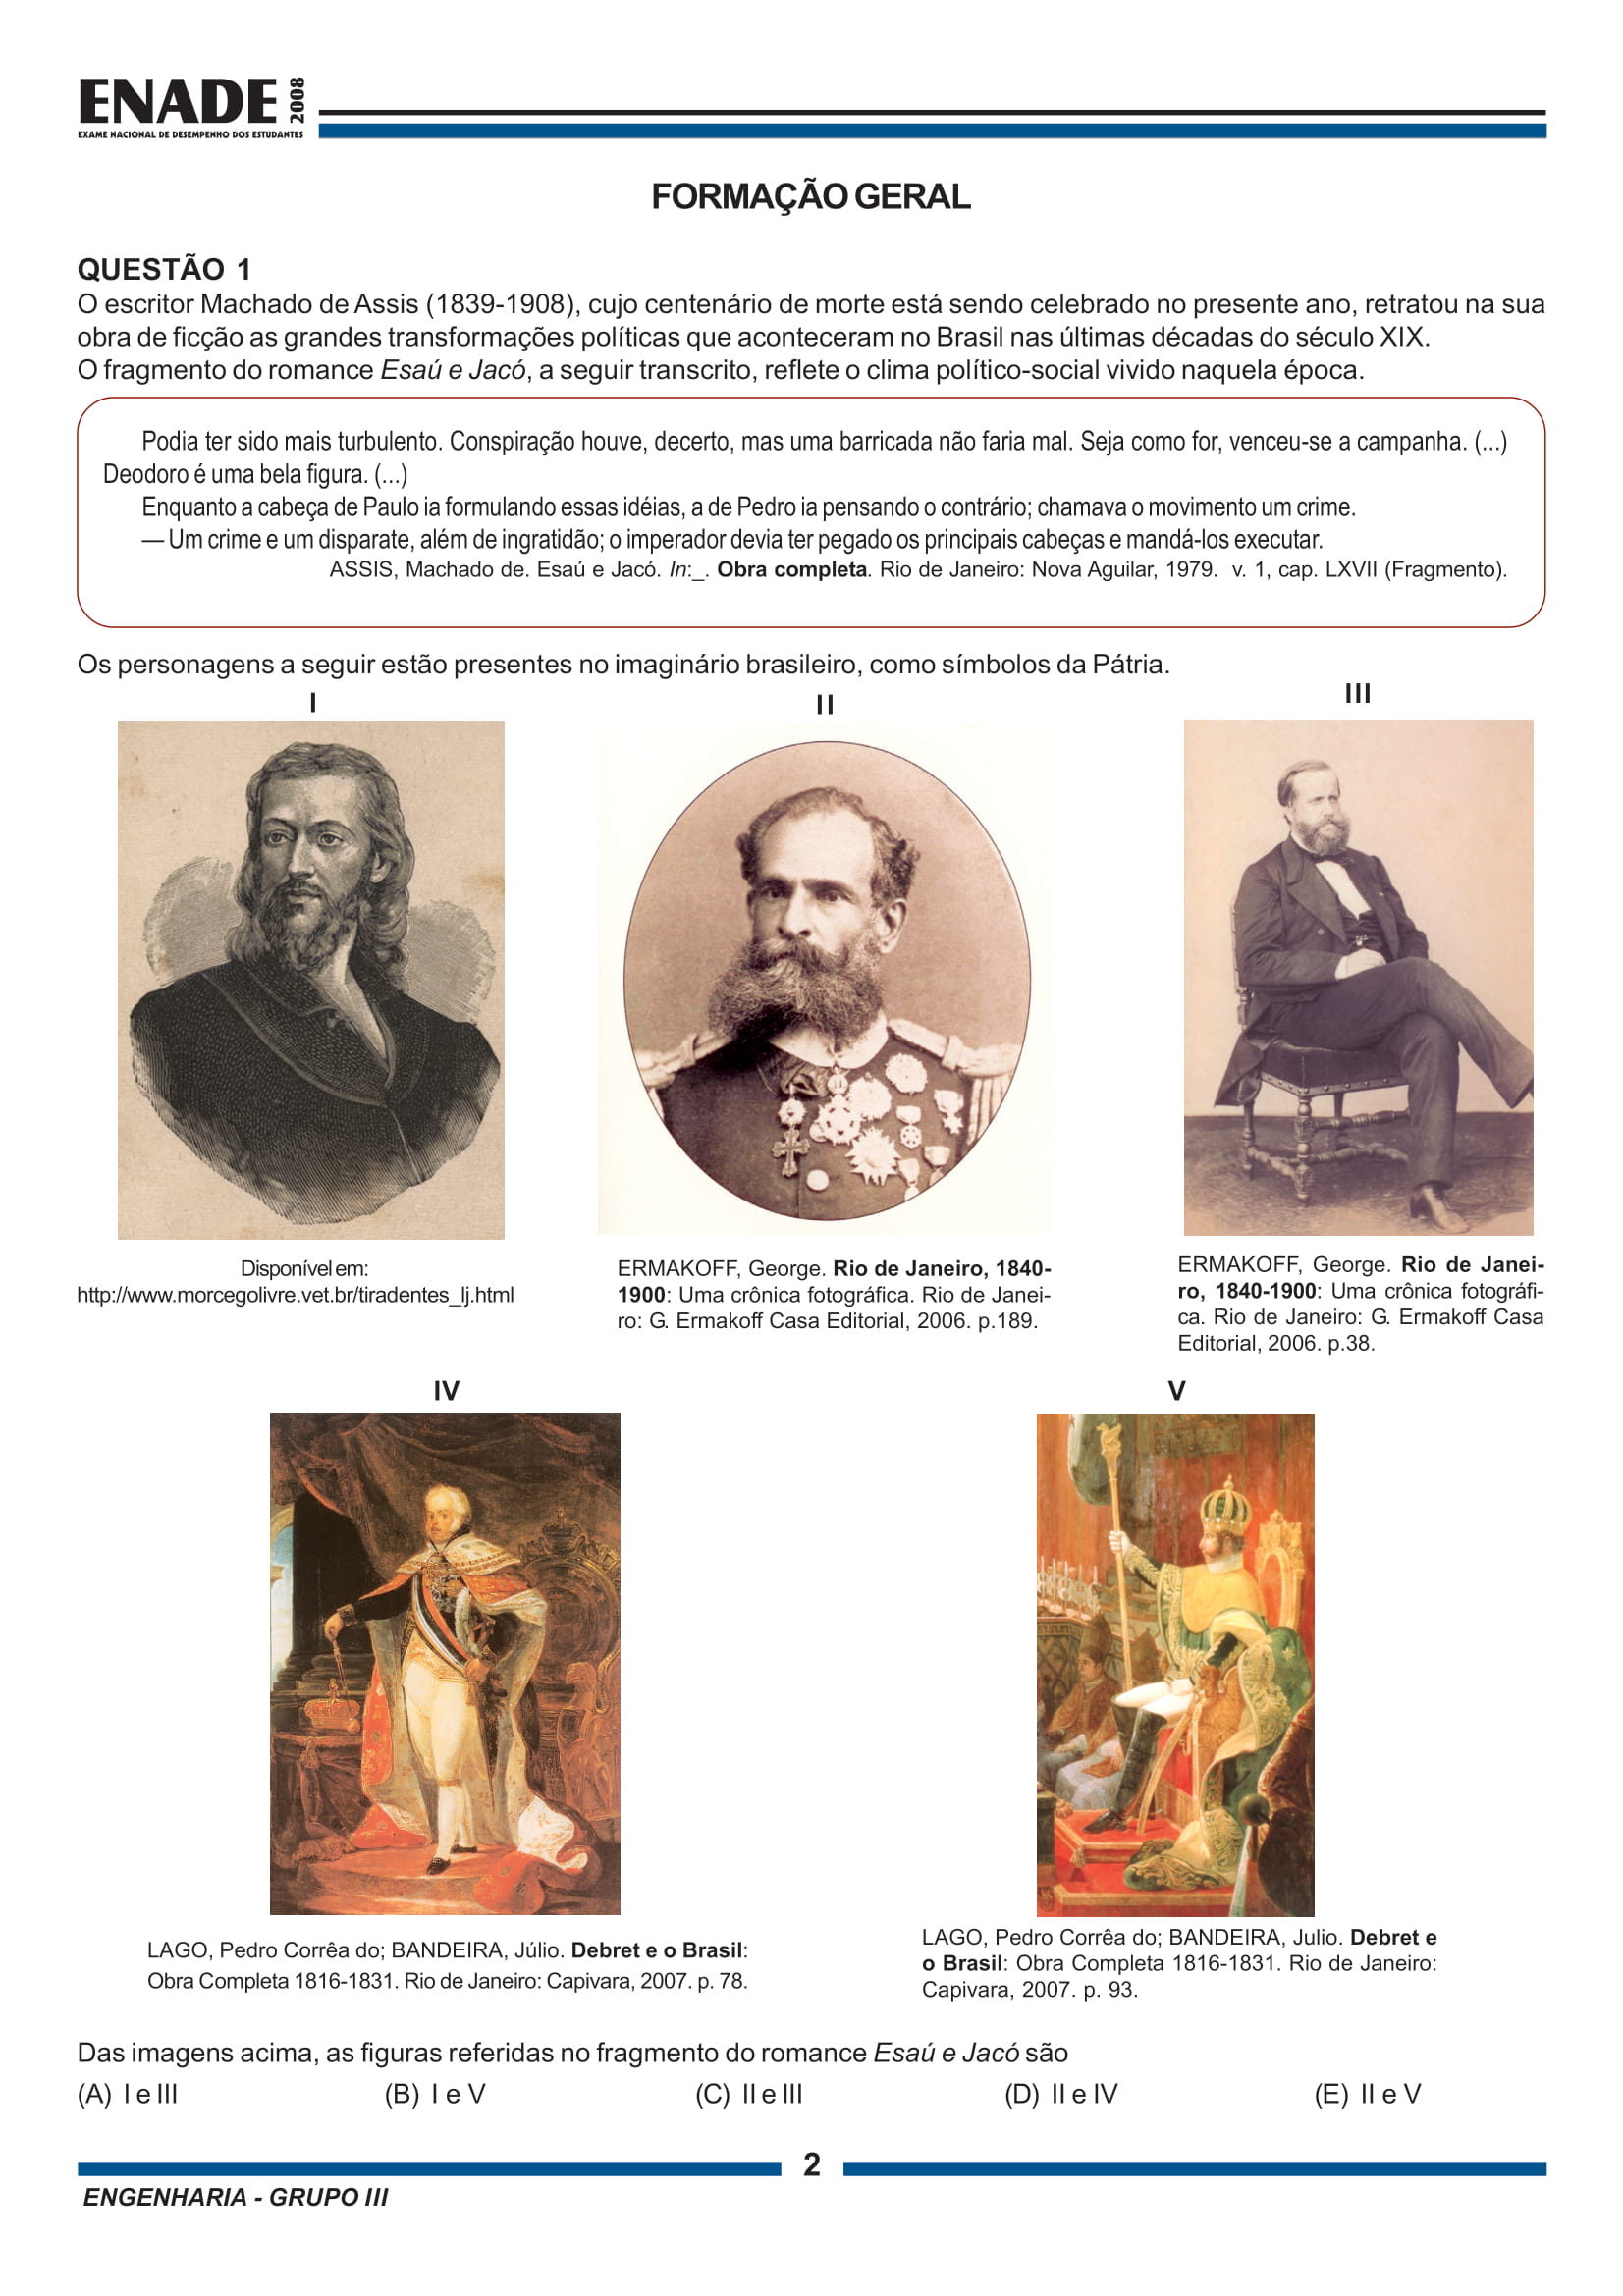 ENADE 2008
EXAME NACIONAL DE DESEMPENHO DOS ESTUDANTES
FORMAÇÃO GERAL
QUESTÃO 1
O escritor Machado de Assis (1839-1908), cujo centenário de morte está sendo celebrado no presente ano, retratou na sua
obra de ficção as grandes transformações políticas que aconteceram no Brasil nas últimas décadas do século XIX.
O fragmento do romance Esaú e Jacó, a seguir transcrito, reflete o clima político-social vivido naquela época.
Podia ter sido mais turbulento. Conspiração houve, decerto, mas uma barricada não faria mal. Seja como for, venceu-se a campanha. (...)
Deodoro é uma bela figura. (...)
Enquanto a cabeça de Paulo ia formulando essas idéias, a de Pedro ia pensando o contrário; chamava o movimento um crime.
— Um crime e um disparate, além de ingratidão; o imperador devia ter pegado os principais cabeças e mandá-los executar.
ASSIS, Machado de. Esaú e Jacó. In:_. Obra completa. Rio de Janeiro: Nova Aguilar, 1979. v. 1, cap. LXVII (Fragmento).
Os personagens a seguir estão presentes no imaginário brasileiro, como símbolos da Pátria.
I
II
III
Disponível em:
http://www.morcegolivre.vet.br/tiradentes_lj.html
ERMAKOFF, George. Rio de Janeiro, 1840-
1900: Uma crônica fotográfica. Rio de Janei-
ro: G. Ermakoff Casa Editorial, 2006. p.189.
ERMAKOFF, George. Rio de Janei-
ro, 1840-1900: Uma crônica fotográfi-
ca. Rio de Janeiro: G. Ermakoff Casa
Editorial, 2006. p.38.
IV
V
LAGO, Pedro Corrêa do; BANDEIRA, Júlio. Debret e o Brasil:
Obra Completa 1816-1831. Rio de Janeiro: Capivara, 2007. p. 78.
LAGO, Pedro Corrêa do; BANDEIRA, Julio. Debret e
o Brasil: Obra Completa 1816-1831. Rio de Janeiro:
Capivara, 2007. p. 93.
Das imagens acima, as figuras referidas no fragmento do romance Esaú e Jacó são
(A) I e III (B) I e V (C) II e III (D) II e IV (E) II e V
2
ENGENHARIA - GRUPO III